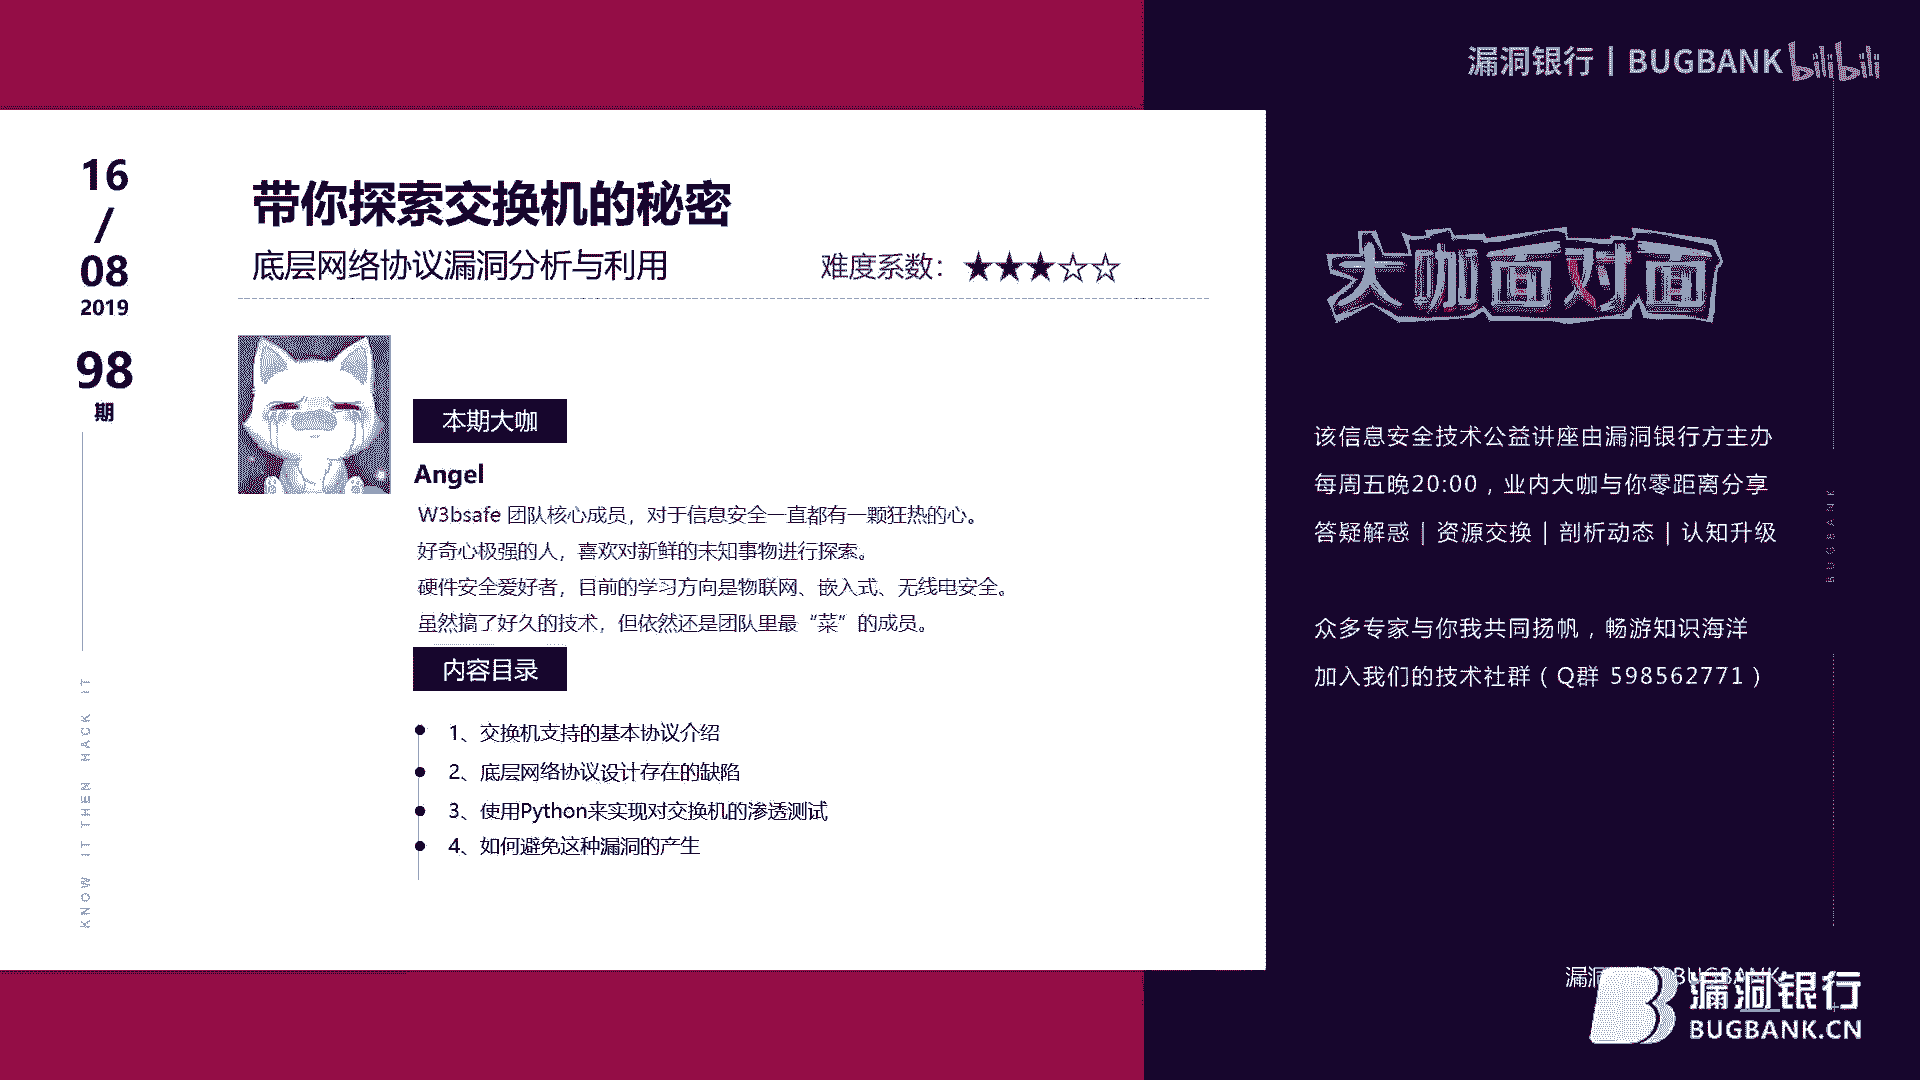 漏洞银行 | BUGBANK bilibili
16
/
08
2019
98
期
KNOW IT THEN HACK IT
带你探索交换机的秘密
底层网络协议漏洞分析与利用
难度系数：★★★☆☆
本期大咖
Angel
W3bsafe 团队核心成员，对于信息安全一直都有一颗狂热的心。
好奇心极强的人，喜欢对新鲜的未知事物进行探索。
硬件安全爱好者，目前的学习方向是物联网、嵌入式、无线电安全。
虽然搞了好久的技术，但依然还是团队里最“菜”的成员。
内容目录
1、交换机支持的基本协议介绍
2、底层网络协议设计存在的缺陷
3、使用Python来实现对交换机的渗透测试
4、如何避免这种漏洞的产生
大咖面对面
该信息安全技术公益讲座由漏洞银行方主办
每周五晚20:00，业内大咖与你零距离分享
答疑解惑 | 资源交换 | 剖析动态 | 认知升级
众多专家与你我共同扬帆，畅游知识海洋
加入我们的技术社群（Q群 598562771）
BUGBANK
BUGBANK
漏洞银行
BUGBANK.CN